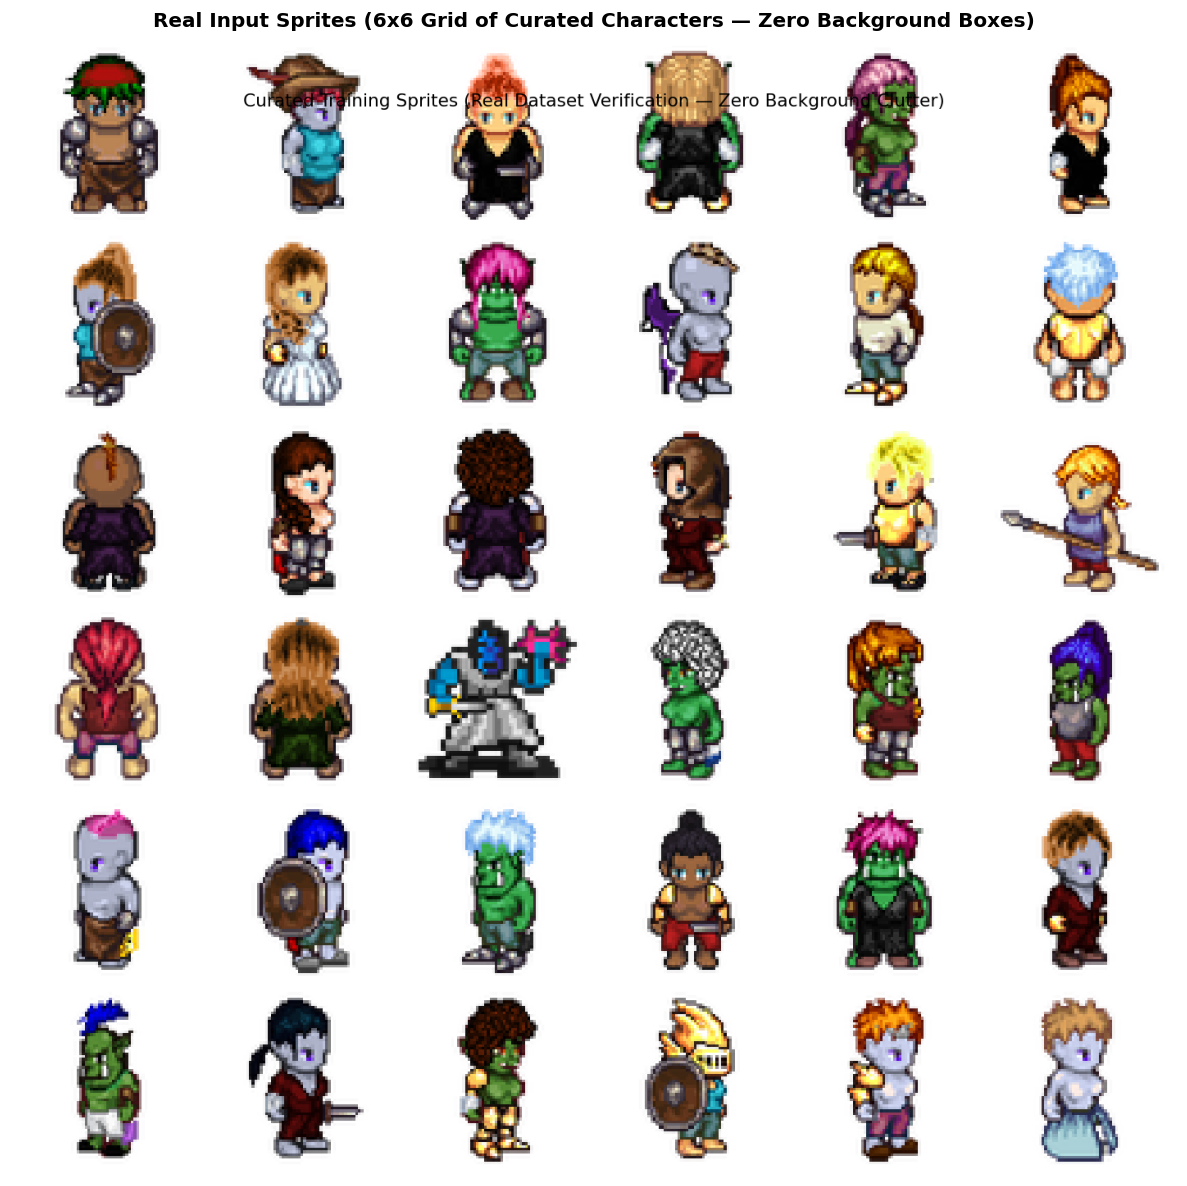 Real Input Sprites (6x6 Grid of Curated Characters — Zero Background Boxes)
Curated Training Sprites (Real Dataset Verification — Zero Background Clutter)